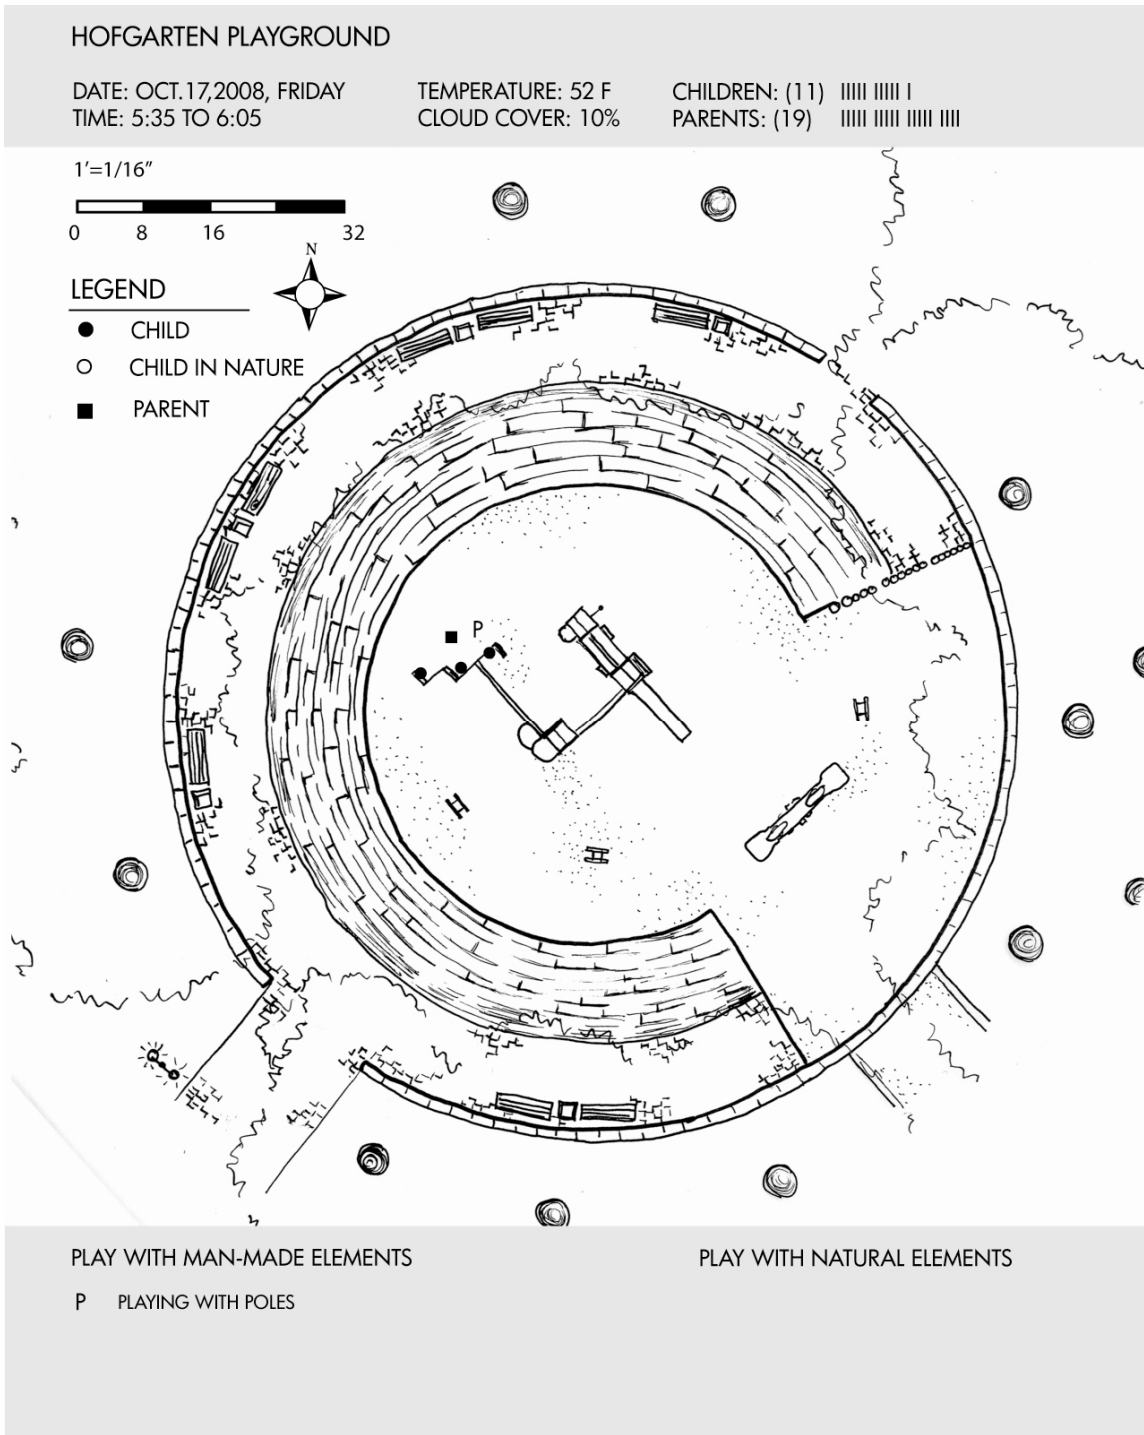 HOFGARTEN PLAYGROUND
DATE: OCT.17,2008, FRIDAY
TIME: 5:35 TO 6:05
TEMPERATURE: 52 F
CLOUD COVER: 10%
CHILDREN: (11) IIIII IIIII I
PARENTS: (19) IIIII IIIII IIIII IIII
1'=1/16"
0 8 16 32
N
LEGEND
CHILD
CHILD IN NATURE
PARENT
P
PLAY WITH MAN-MADE ELEMENTS
P PLAYING WITH POLES
PLAY WITH NATURAL ELEMENTS